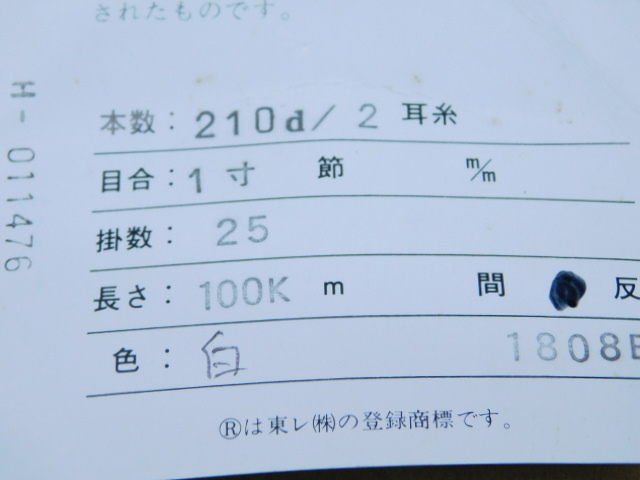 されたものです。
本数: 210d/2 耳糸
目合: 1寸 節 m/m
掛数: 25
長さ: 100K m 間 反
色: 白
1808B
Ⓡは東レ㈱の登録商標です。
H-011476